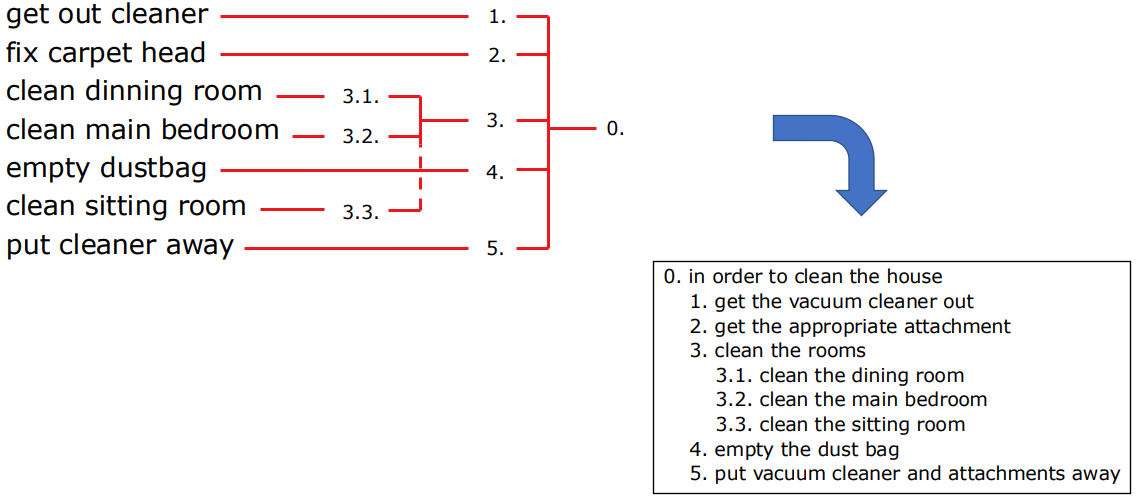 get out cleaner 1.
fix carpet head 2.
clean dinning room 3.1.
3.
clean main bedroom 3.2.
0.
empty dustbag 4.
clean sitting room 3.3.
put cleaner away 5.
0. in order to clean the house
1. get the vacuum cleaner out
2. get the appropriate attachment
3. clean the rooms
3.1. clean the dining room
3.2. clean the main bedroom
3.3. clean the sitting room
4. empty the dust bag
5. put vacuum cleaner and attachments away